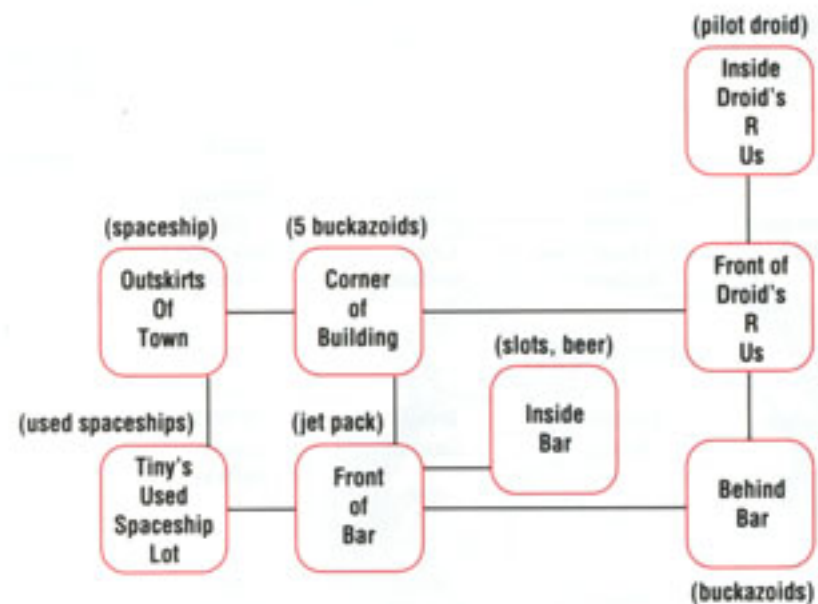 (pilot droid)
Inside
Droid's
R
Us
(spaceship)
(5 buckazoids)
Outskirts
Of
Town
Corner
of
Building
Front of
Droid's
R
Us
(slots, beer)
Inside
Bar
(used spaceships)
(jet pack)
Tiny's
Used
Spaceship
Lot
Front
of
Bar
Behind
Bar
(buckazoids)